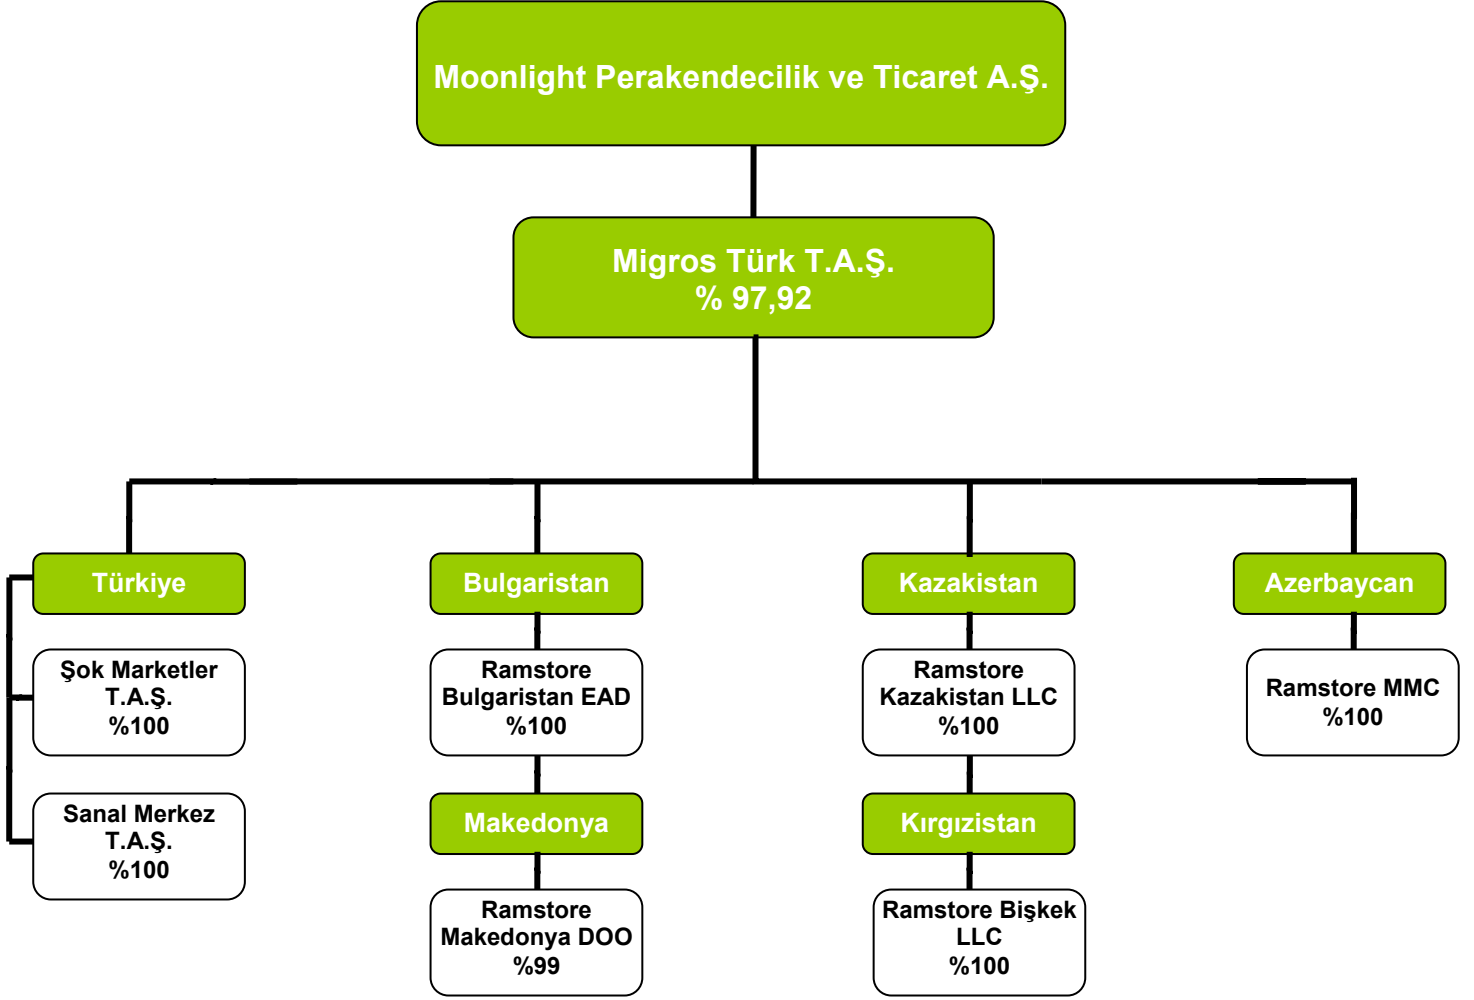 Moonlight Perakendecilik ve Ticaret A.Ş.
Migros Türk T.A.Ş.
% 97,92
Türkiye
Bulgaristan
Kazakistan
Azerbaycan
Şok Marketler
T.A.Ş.
%100
Ramstore
Bulgaristan EAD
%100
Ramstore
Kazakistan LLC
%100
Ramstore MMC
%100
Sanal Merkez
T.A.Ş.
%100
Makedonya
Kırgızistan
Ramstore
Makedonya DOO
%99
Ramstore Bişkek
LLC
%100